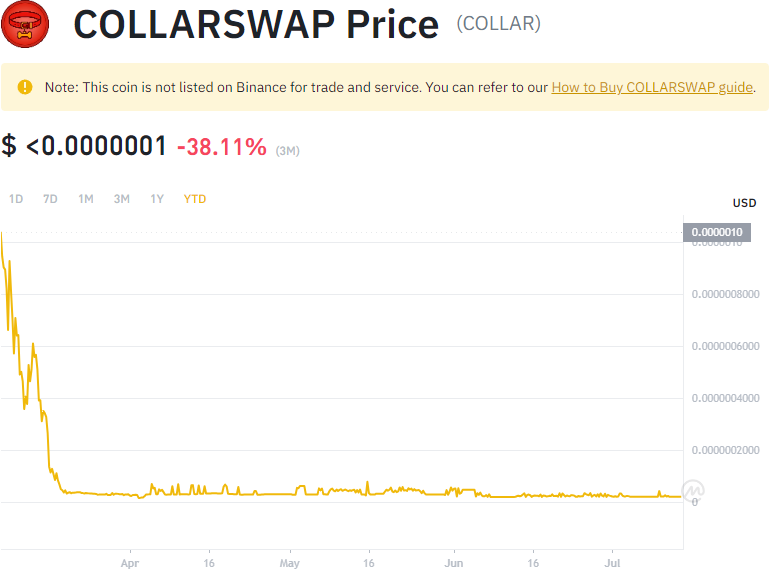 COLLARSWAP Price (COLLAR)
Note: This coin is not listed on Binance for trade and service. You can refer to our How to Buy COLLARSWAP guide.
$ <0.0000001 -38.11% (3M)
1D 7D 1M 3M 1Y YTD
USD
0.0000010
0.0000010
0.0000008000
0.0000006000
0.0000004000
0.0000002000
0
Apr 16 May 16 Jun 16 Jul